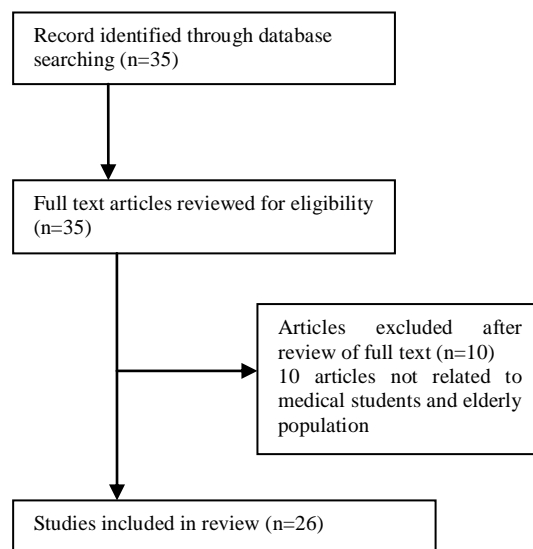 Record identified through database
searching (n=35)
Full text articles reviewed for eligibility
(n=35)
Articles excluded after
review of full text (n=10)
10 articles not related to
medical students and elderly
population
Studies included in review (n=26)